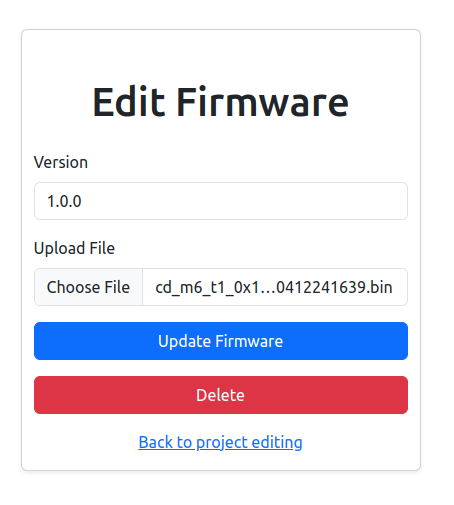 Edit Firmware
Version
1.0.0
Upload File
Choose File cd_m6_t1_0x1…0412241639.bin
Update Firmware
Delete
Back to project editing